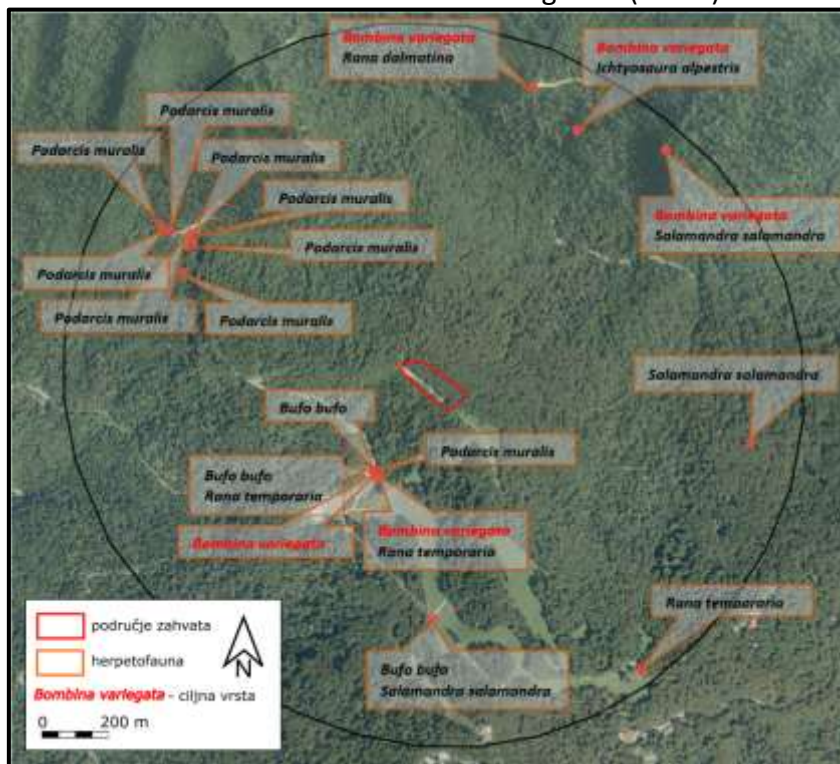 Bombina variegata
Rana dalmatina
Bombina variegata
Ichtyosaura alpestris
Podarcis muralis
Podarcis muralis
Podarcis muralis
Podarcis muralis
Podarcis muralis
Bombina variegata
Salamandra salamandra
Podarcis muralis
Podarcis muralis
Podarcis muralis
Salamandra salamandra
Bufo bufo
Podarcis muralis
Bufo bufo
Rana temporaria
Bombina variegata
Bombina variegata
Rana temporaria
Rana temporaria
Bufo bufo
Salamandra salamandra
područje zahvata
herpetofauna
N
Bombina variegata - ciljna vrsta
0 200 m